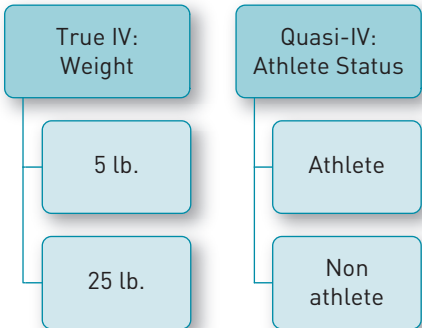 True IV:
Weight
5 lb.
25 lb.
Quasi-IV:
Athlete Status
Athlete
Non
athlete